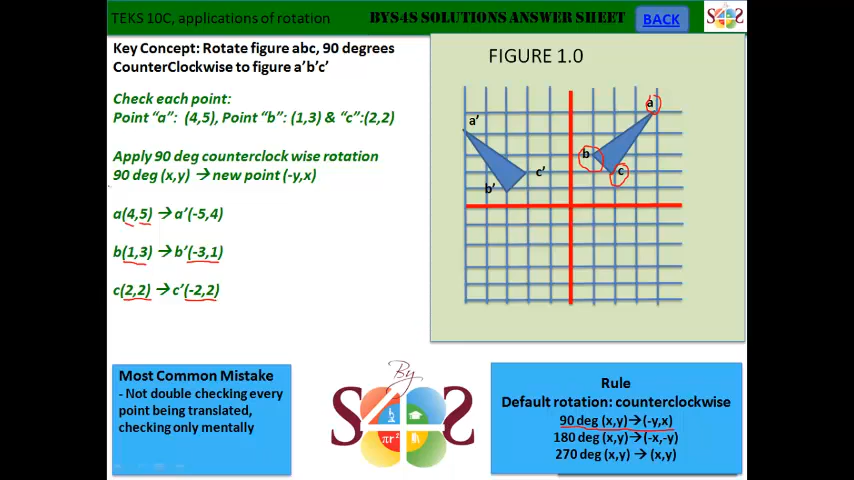 TEKS 10C, applications of rotation
BYS4S SOLUTIONS ANSWER SHEET
BACK
S4S
Key Concept: Rotate figure abc, 90 degrees
CounterClockwise to figure a’b’c’
Check each point:
Point “a”: (4,5), Point “b”: (1,3) & “c”:(2,2)
Apply 90 deg counterclock wise rotation
90 deg (x,y) → new point (-y,x)
a(4,5) → a’(-5,4)
b(1,3) → b’(-3,1)
c(2,2) → c’(-2,2)
FIGURE 1.0
a
a’
b
c
c’
b’
Most Common Mistake
- Not double checking every
point being translated,
checking only mentally
By
S4S
πr²
Rule
Default rotation: counterclockwise
90 deg (x,y)→(-y,x)
180 deg (x,y)→(-x,-y)
270 deg (x,y) → (x,y)